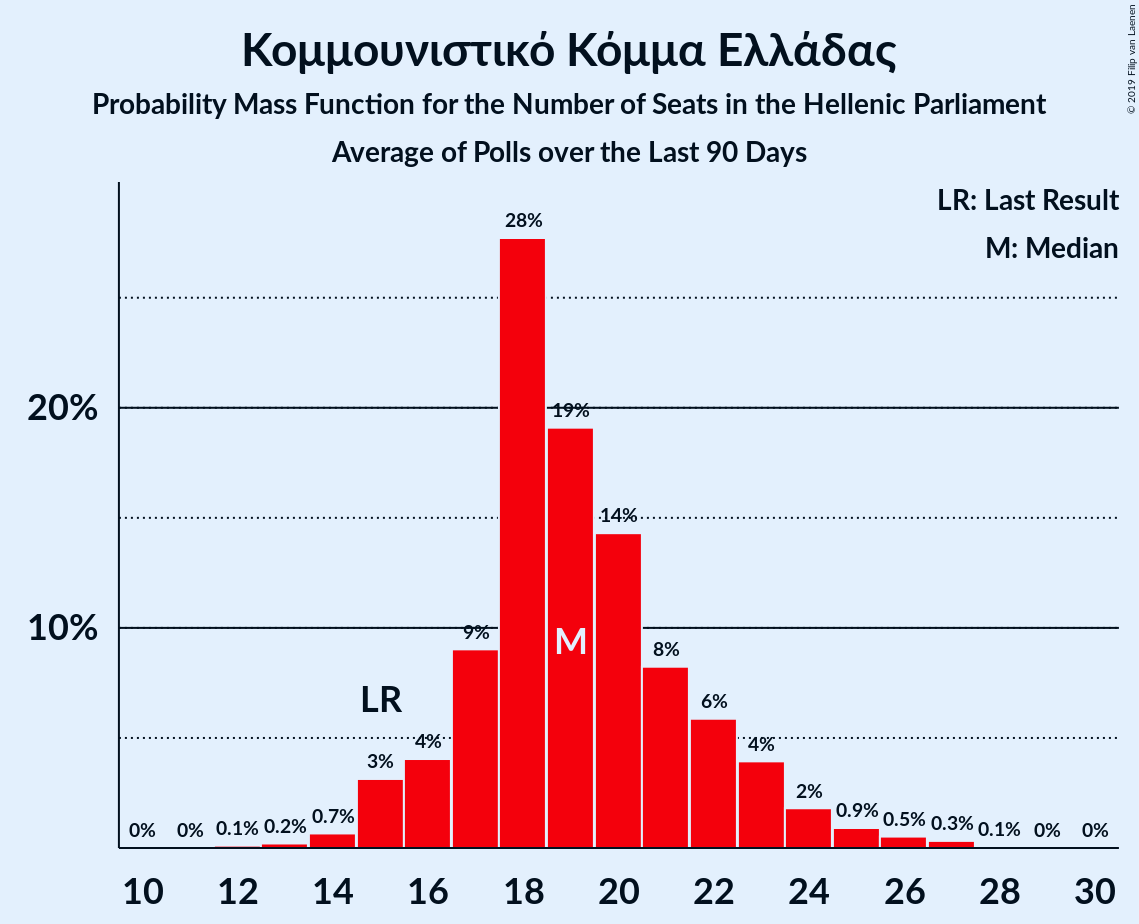 Κομμουνιστικό Κόμμα Ελλάδας
Probability Mass Function for the Number of Seats in the Hellenic Parliament
Average of Polls over the Last 90 Days
© 2019 Filip van Laenen
LR: Last Result
M: Median
28%
20%
19%
14%
10%
9%
M
8%
LR
6%
4%
4%
3%
2%
0%
0%
0.1%
0.2%
0.7%
0.9%
0.5%
0.3%
0.1%
0%
0%
10 12 14 16 18 20 22 24 26 28 30